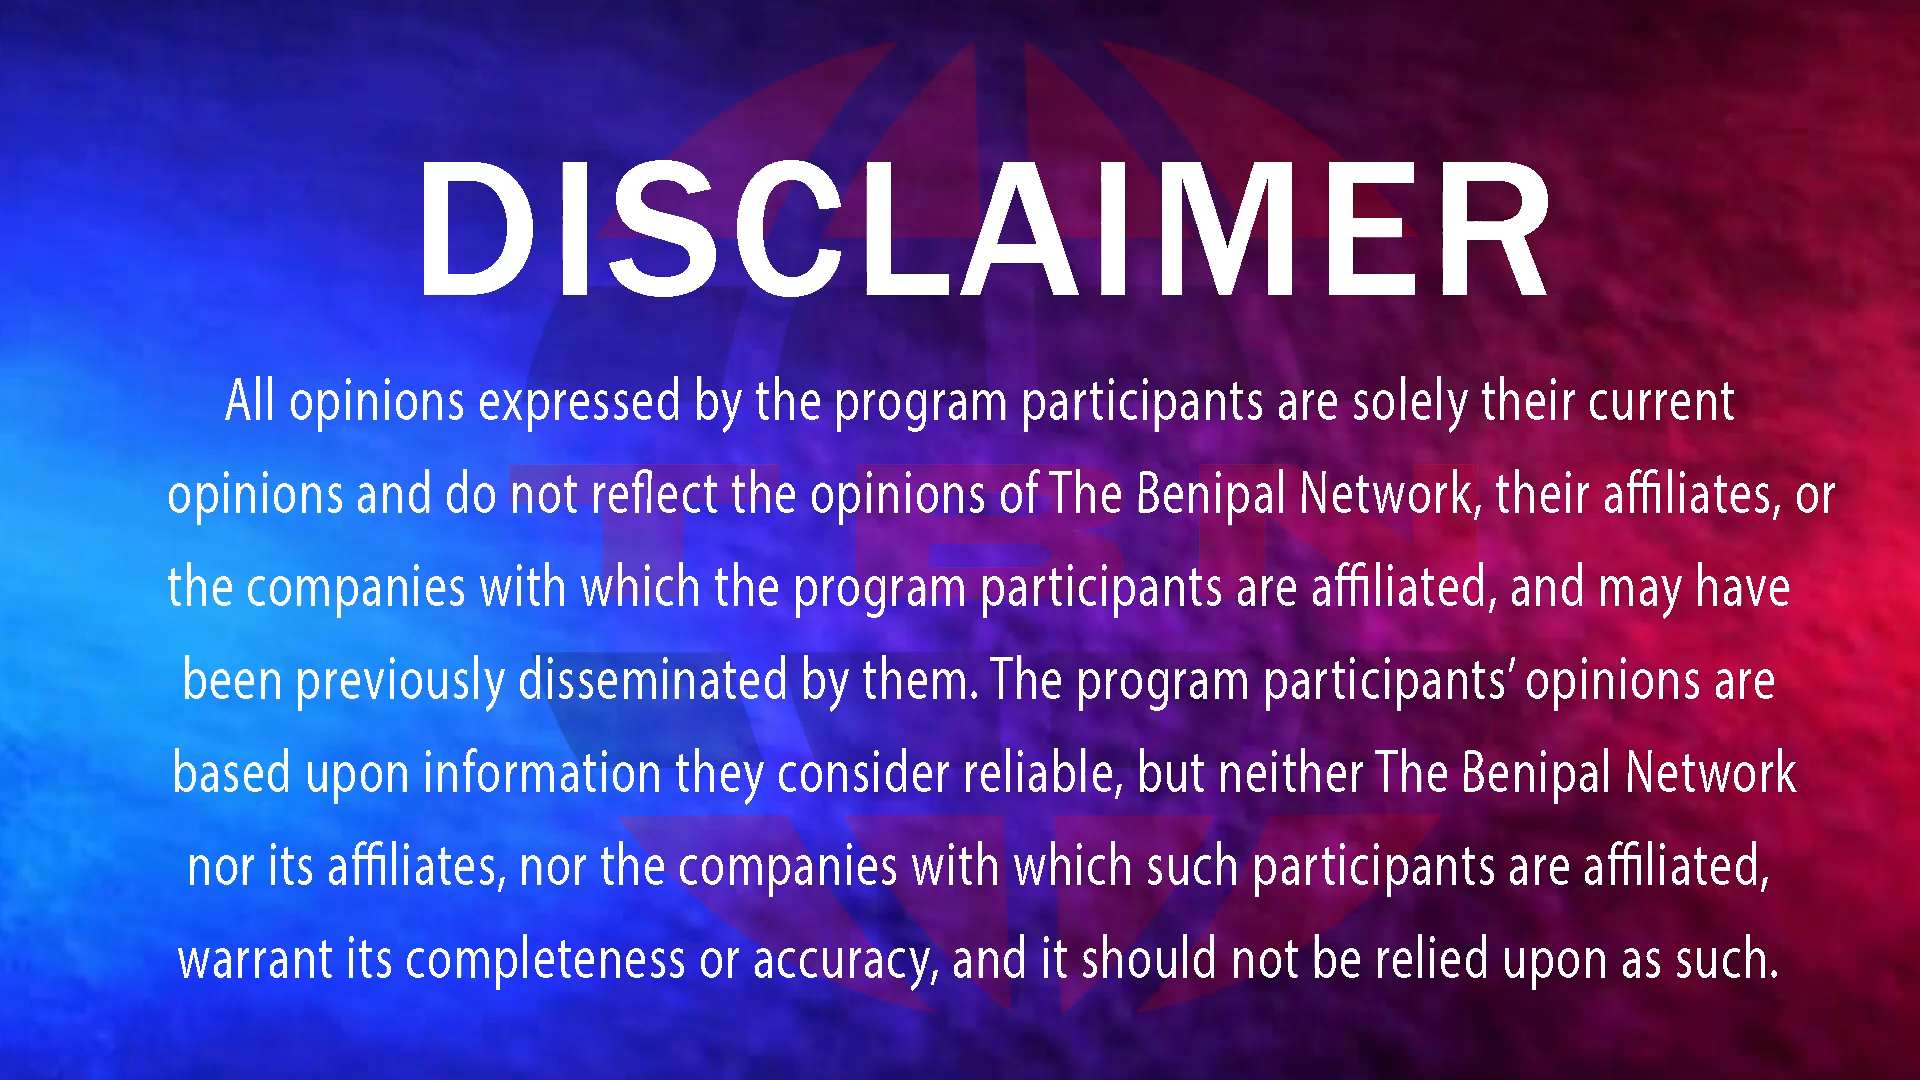 DISCLAIMER
All opinions expressed by the program participants are solely their current
opinions and do not reflect the opinions of The Benipal Network, their affiliates, or
the companies with which the program participants are affiliated, and may have
been previously disseminated by them. The program participants’ opinions are
based upon information they consider reliable, but neither The Benipal Network
nor its affiliates, nor the companies with which such participants are affiliated,
warrant its completeness or accuracy, and it should not be relied upon as such.
TBN